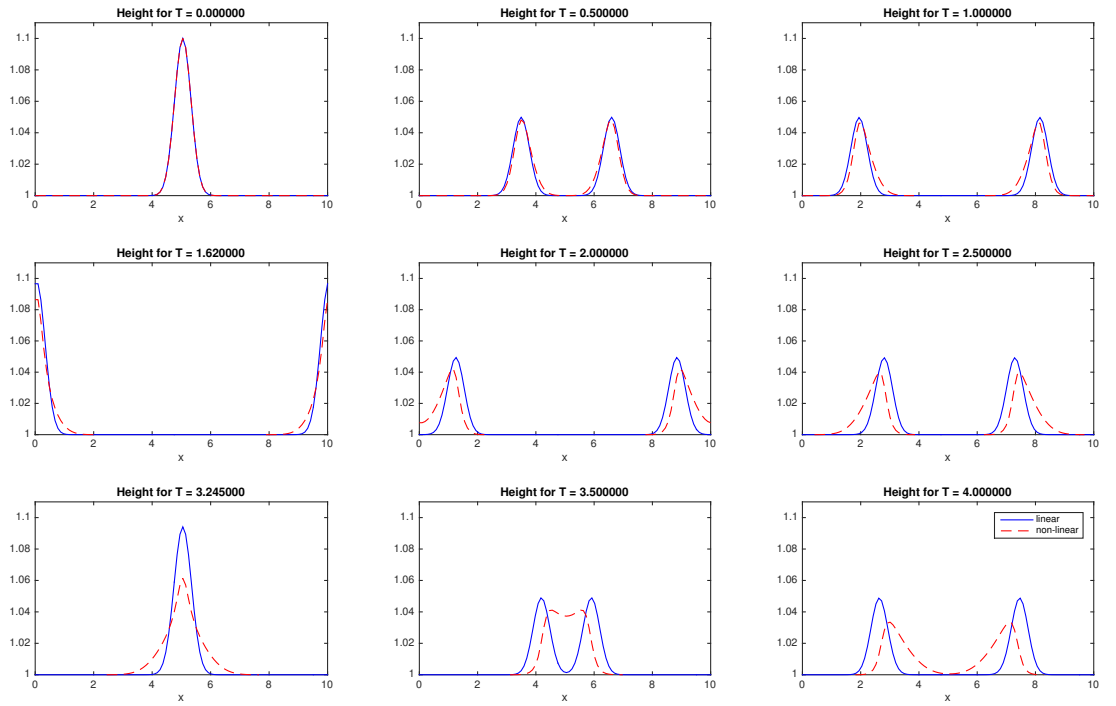 Height for T = 0.000000
1.1
1.08
1.06
1.04
1.02
1
0 2 4 6 8 10
x
Height for T = 0.500000
1.1
1.08
1.06
1.04
1.02
1
0 2 4 6 8 10
x
Height for T = 1.000000
1.1
1.08
1.06
1.04
1.02
1
0 2 4 6 8 10
x
Height for T = 1.620000
1.1
1.08
1.06
1.04
1.02
1
0 2 4 6 8 10
x
Height for T = 2.000000
1.1
1.08
1.06
1.04
1.02
1
0 2 4 6 8 10
x
Height for T = 2.500000
1.1
1.08
1.06
1.04
1.02
1
0 2 4 6 8 10
x
Height for T = 3.245000
1.1
1.08
1.06
1.04
1.02
1
0 2 4 6 8 10
x
Height for T = 3.500000
1.1
1.08
1.06
1.04
1.02
1
0 2 4 6 8 10
x
Height for T = 4.000000
1.1
1.08
1.06
1.04
1.02
1
0 2 4 6 8 10
x
linear
non-linear